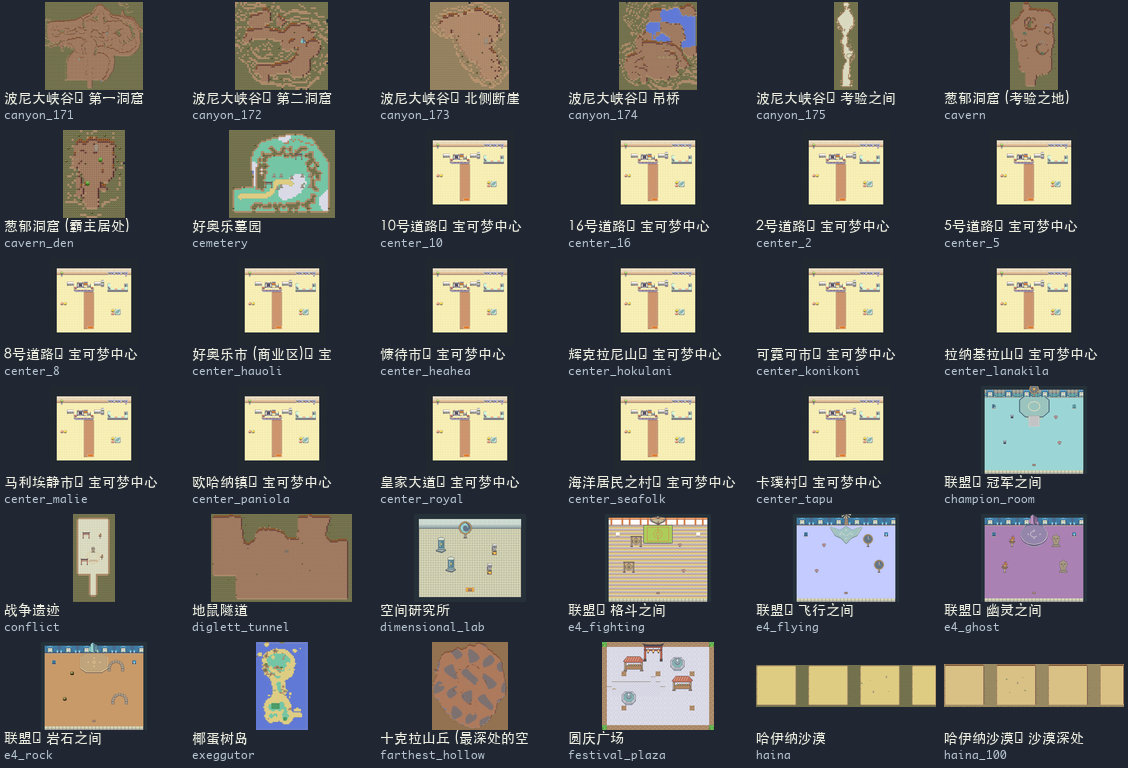 波尼大峡谷 第一洞窟
canyon_171
波尼大峡谷 第二洞窟
canyon_172
波尼大峡谷 北侧断崖
canyon_173
波尼大峡谷 吊桥
canyon_174
波尼大峡谷 考验之间
canyon_175
葱郁洞窟 (考验之地)
cavern
葱郁洞窟 (霸主居处)
cavern_den
好奥乐墓园
cemetery
10号道路 宝可梦中心
center_10
16号道路 宝可梦中心
center_16
2号道路 宝可梦中心
center_2
5号道路 宝可梦中心
center_5
8号道路 宝可梦中心
center_8
好奥乐市 (商业区) 宝
center_hauoli
慷待市 宝可梦中心
center_heahea
辉克拉尼山 宝可梦中心
center_hokulani
可霓可市 宝可梦中心
center_konikoni
拉纳基拉山 宝可梦中心
center_lanakila
马利埃静市 宝可梦中心
center_malie
欧哈纳镇 宝可梦中心
center_paniola
皇家大道 宝可梦中心
center_royal
海洋居民之村 宝可梦中心
center_seafolk
卡璞村 宝可梦中心
center_tapu
联盟 冠军之间
champion_room
战争遗迹
conflict
地鼠隧道
diglett_tunnel
空间研究所
dimensional_lab
联盟 格斗之间
e4_fighting
联盟 飞行之间
e4_flying
联盟 幽灵之间
e4_ghost
联盟 岩石之间
e4_rock
椰蛋树岛
exeggutor
十克拉山丘 (最深处的空
farthest_hollow
圆庆广场
festival_plaza
哈伊纳沙漠
haina
哈伊纳沙漠 沙漠深处
haina_100